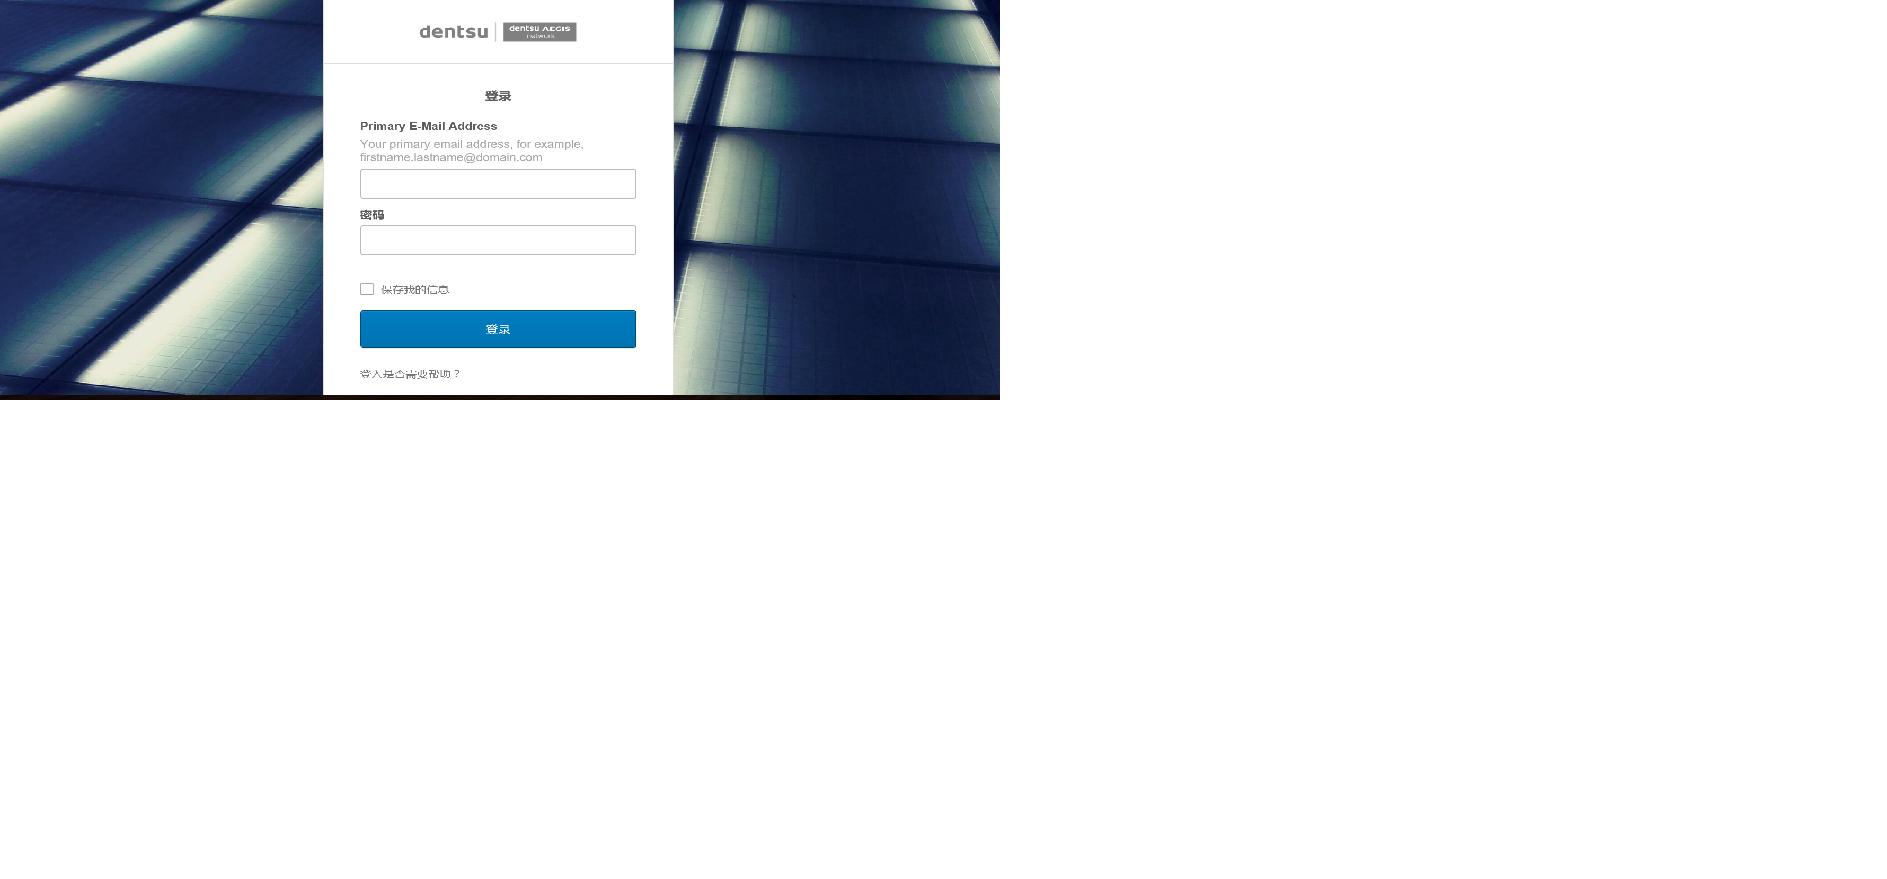 dentsu
dentsu AEGIS
network
登录
Primary E-Mail Address
Your primary email address, for example,
firstname.lastname@domain.com
密码
保存我的信息
登录
登入是否需要帮助？